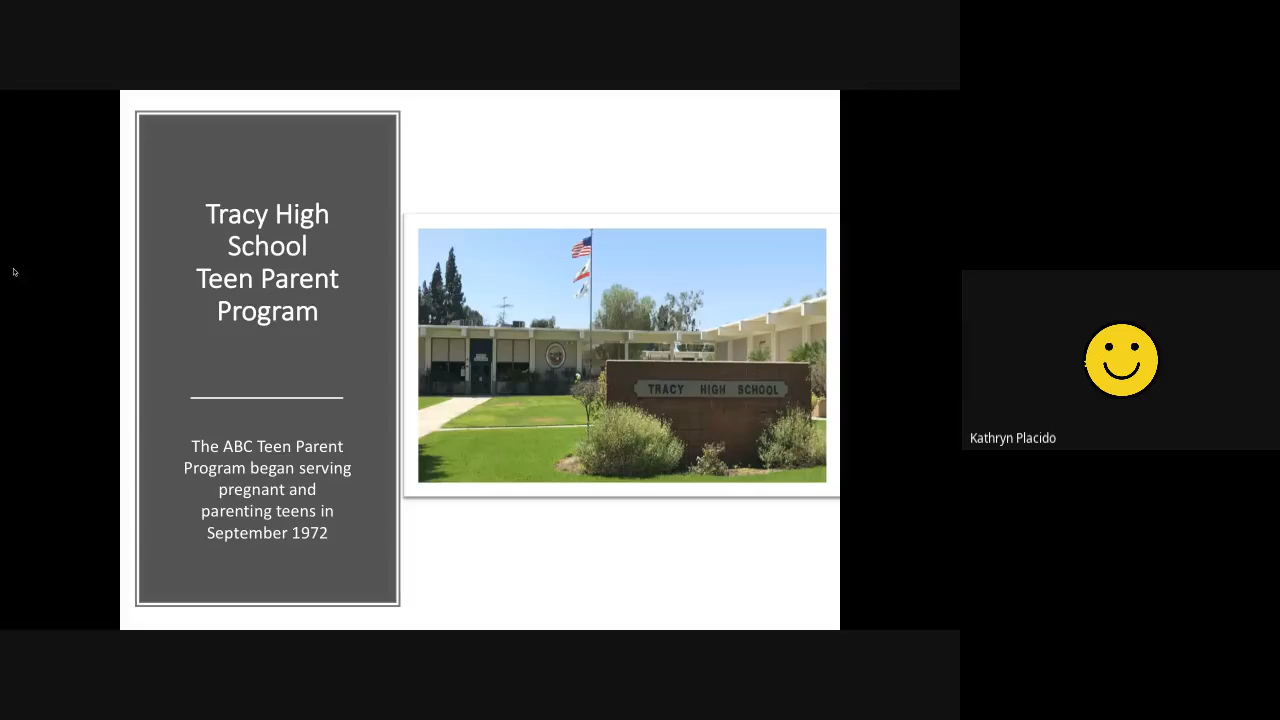 Tracy High
School
Teen Parent
Program
The ABC Teen Parent
Program began serving
pregnant and
parenting teens in
September 1972
TRACY HIGH SCHOOL
Kathryn Placido